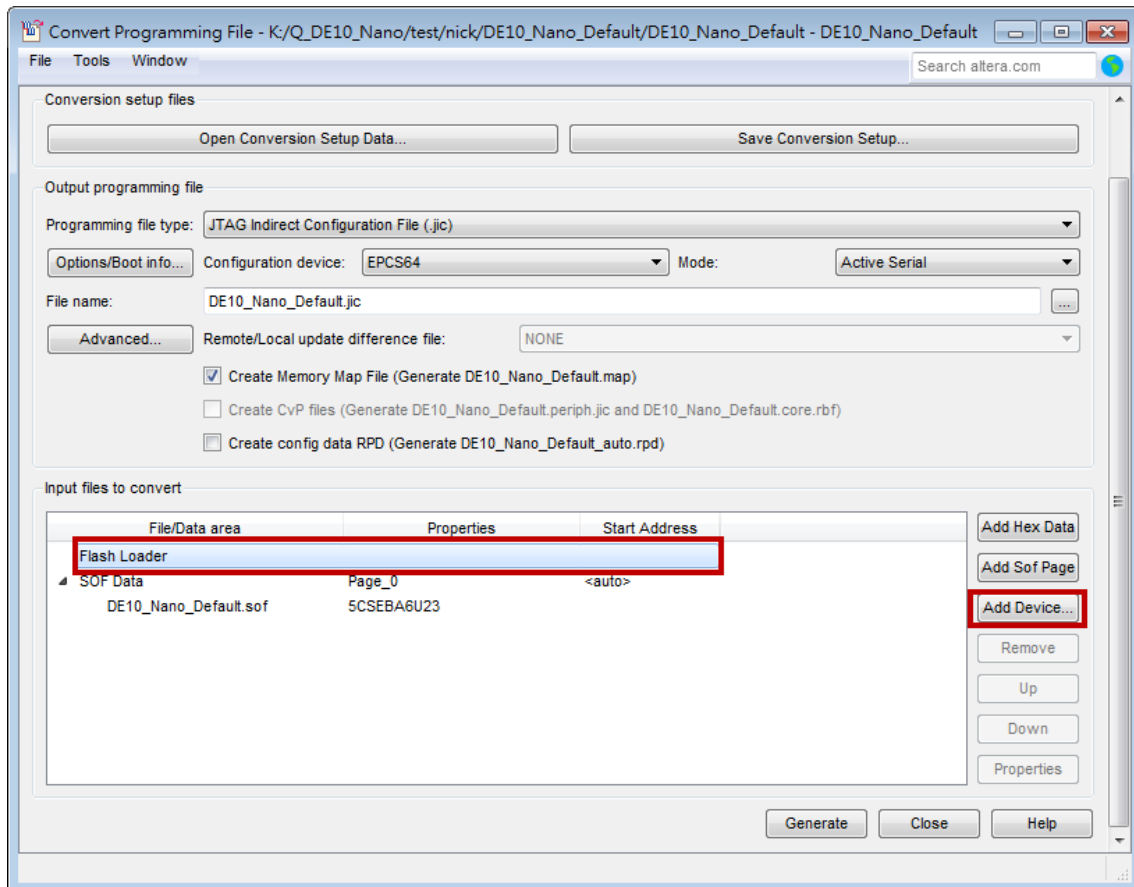 Convert Programming File - K:/Q_DE10_Nano/test/nick/DE10_Nano_Default/DE10_Nano_Default - DE10_Nano_Default
File Tools Window
Search altera.com
Conversion setup files
Open Conversion Setup Data... Save Conversion Setup...
Output programming file
Programming file type: JTAG Indirect Configuration File (.jic)
Options/Boot info... Configuration device: EPCS64 Mode: Active Serial
File name: DE10_Nano_Default.jic ...
Advanced... Remote/Local update difference file: NONE
Create Memory Map File (Generate DE10_Nano_Default.map)
Create CvP files (Generate DE10_Nano_Default.periph.jic and DE10_Nano_Default.core.rbf)
Create config data RPD (Generate DE10_Nano_Default_auto.rpd)
Input files to convert
File/Data area Properties Start Address
Add Hex Data
Flash Loader
Add Sof Page
SOF Data Page_0 <auto>
DE10_Nano_Default.sof 5CSEBA6U23
Add Device...
Remove
Up
Down
Properties
Generate Close Help